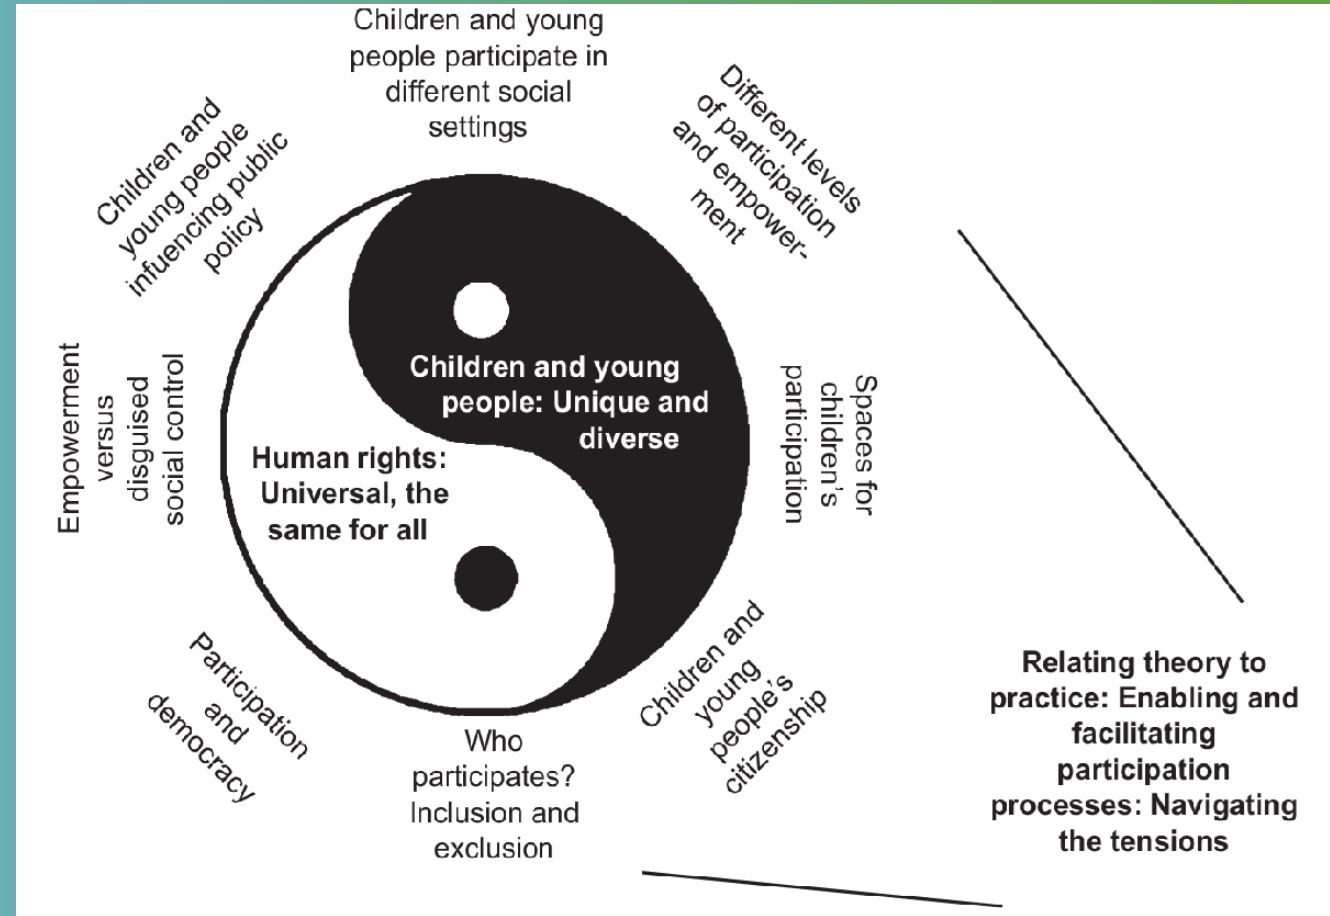 Children and young
people participate in
different social
settings
Different levels
of participation
and empower-
ment
Spaces for
children’s
participation
Children and
young
people’s
citizenship
Who
participates?
Inclusion and
exclusion
Participation
and
democracy
Empowerment
versus
disguised
social control
Children and
young people
infuencing public
policy
Children and young
people: Unique and
diverse
Human rights:
Universal, the
same for all
Relating theory to
practice: Enabling and
facilitating
participation
processes: Navigating
the tensions